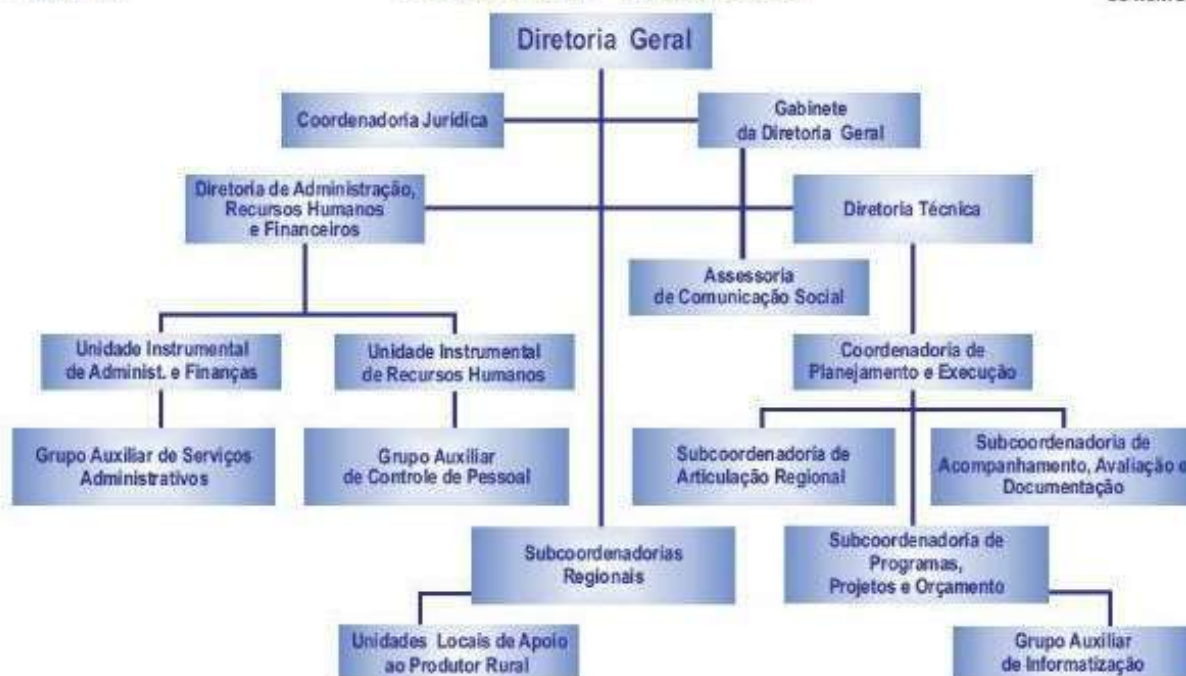 Diretoria Geral
Coordenadoria Jurídica
Gabinete
da Diretoria Geral
Diretoria de Administração,
Recursos Humanos
e Financeiros
Diretoria Técnica
Assessoria
de Comunicação Social
Unidade Instrumental
de Administ. e Finanças
Unidade Instrumental
de Recursos Humanos
Coordenadoria de
Planejamento e Execução
Grupo Auxiliar de Serviços
Administrativos
Grupo Auxiliar
de Controle de Pessoal
Subcoordenadoria de
Articulação Regional
Subcoordenadoria de
Acompanhamento, Avaliação e
Documentação
Subcoordenadorias
Regionais
Subcoordenadoria de
Programas,
Projetos e Orçamento
Unidades Locais de Apoio
ao Produtor Rural
Grupo Auxiliar
de Informatização